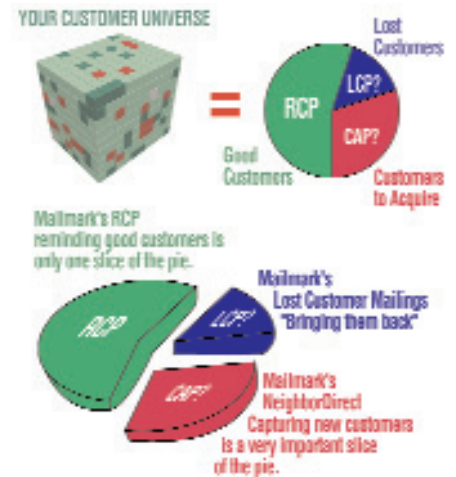 YOUR CUSTOMER UNIVERSE
Lost
Customers
LCP?
RCP
CAP?
=
Good
Customers
Customers
to Acquire
Mailmark's RCP
reminding good customers is
only one slice of the pie.
RCP
LCP?
CAP?
Mailmark's
Lost Customer Mailings
"Bringing them back"
Mailmark's
NeighborDirect
Capturing new customers
is a very important slice
of the pie.